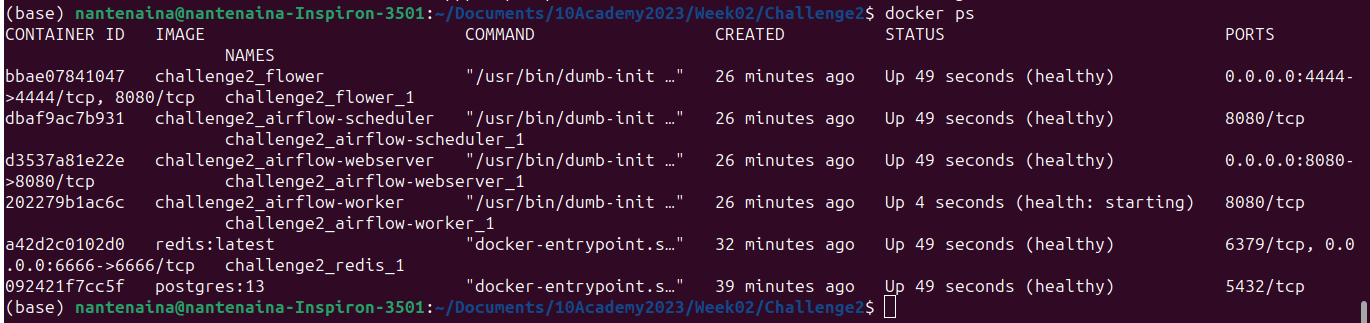 (base) nantenaina@nantenaina-Inspiron-3501:~/Documents/10Academy2023/Week02/Challenge2$ docker ps
CONTAINER ID   IMAGE                          COMMAND                  CREATED          STATUS                            PORTS
                      NAMES
bbae07841047   challenge2_flower              "/usr/bin/dumb-init …"   26 minutes ago   Up 49 seconds (healthy)           0.0.0.0:4444-
>4444/tcp, 8080/tcp   challenge2_flower_1
dbaf9ac7b931   challenge2_airflow-scheduler   "/usr/bin/dumb-init …"   26 minutes ago   Up 49 seconds (healthy)           8080/tcp
                      challenge2_airflow-scheduler_1
d3537a81e22e   challenge2_airflow-webserver   "/usr/bin/dumb-init …"   26 minutes ago   Up 49 seconds (healthy)           0.0.0.0:8080-
>8080/tcp             challenge2_airflow-webserver_1
202279b1ac6c   challenge2_airflow-worker      "/usr/bin/dumb-init …"   26 minutes ago   Up 4 seconds (health: starting)   8080/tcp
                      challenge2_airflow-worker_1
a42d2c0102d0   redis:latest                   "docker-entrypoint.s…"   32 minutes ago   Up 49 seconds (healthy)           6379/tcp, 0.0
.0.0:6666->6666/tcp   challenge2_redis_1
092421f7cc5f   postgres:13                    "docker-entrypoint.s…"   39 minutes ago   Up 49 seconds (healthy)           5432/tcp
(base) nantenaina@nantenaina-Inspiron-3501:~/Documents/10Academy2023/Week02/Challenge2$